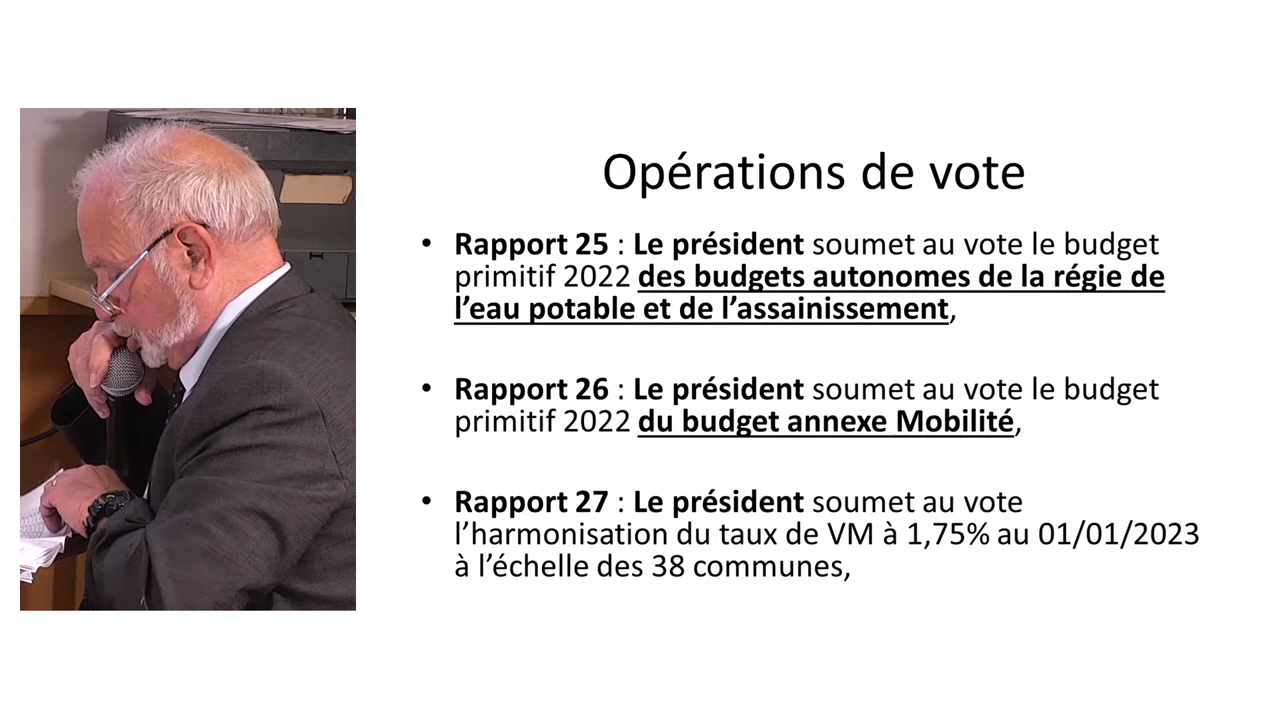 Opérations de vote
• Rapport 25 : Le président soumet au vote le budget
primitif 2022 des budgets autonomes de la régie de
l’eau potable et de l’assainissement,
• Rapport 26 : Le président soumet au vote le budget
primitif 2022 du budget annexe Mobilité,
• Rapport 27 : Le président soumet au vote
l’harmonisation du taux de VM à 1,75% au 01/01/2023
à l’échelle des 38 communes,